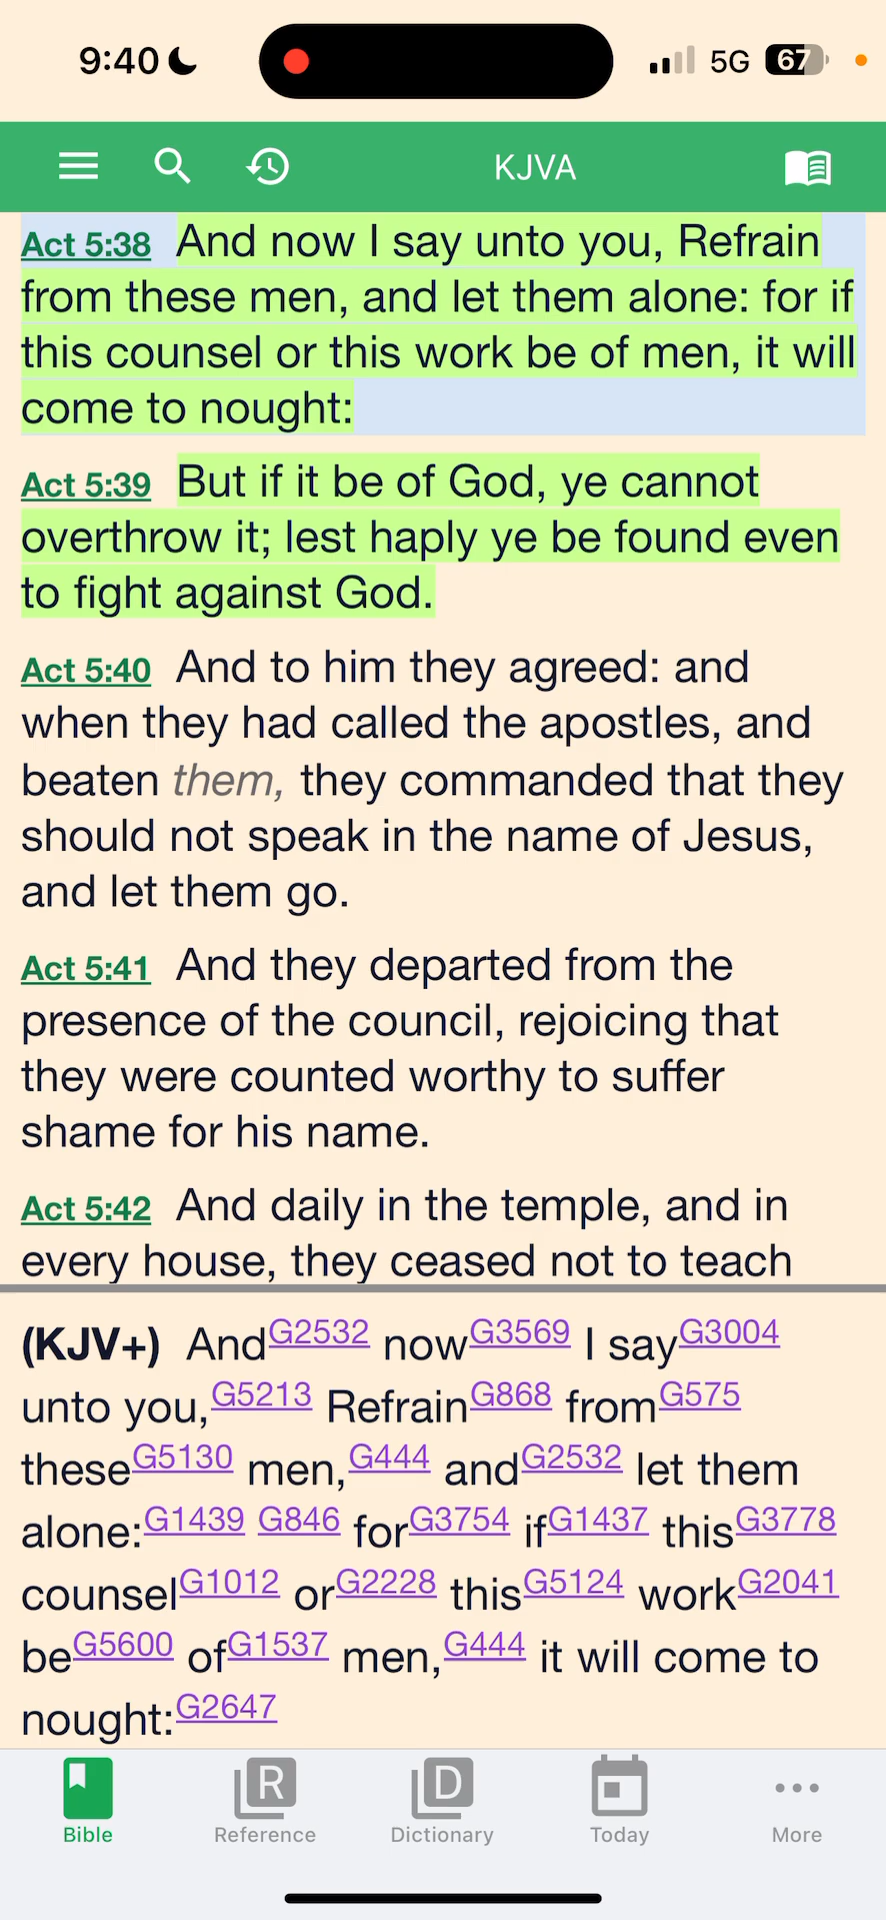 9:40
5G
67
KJVA
Act 5:38 And now I say unto you, Refrain
from these men, and let them alone: for if
this counsel or this work be of men, it will
come to nought:
Act 5:39 But if it be of God, ye cannot
overthrow it; lest haply ye be found even
to fight against God.
Act 5:40 And to him they agreed: and
when they had called the apostles, and
beaten them, they commanded that they
should not speak in the name of Jesus,
and let them go.
Act 5:41 And they departed from the
presence of the council, rejoicing that
they were counted worthy to suffer
shame for his name.
Act 5:42 And daily in the temple, and in
every house, they ceased not to teach
(KJV+) AndG2532 nowG3569 I sayG3004
unto you,G5213 RefrainG868 fromG575
theseG5130 men,G444 andG2532 let them
alone:G1439 G846 forG3754 ifG1437 thisG3778
counselG1012 orG2228 thisG5124 workG2041
beG5600 ofG1537 men,G444 it will come to
nought:G2647
R
D
Bible
Reference
Dictionary
Today
More